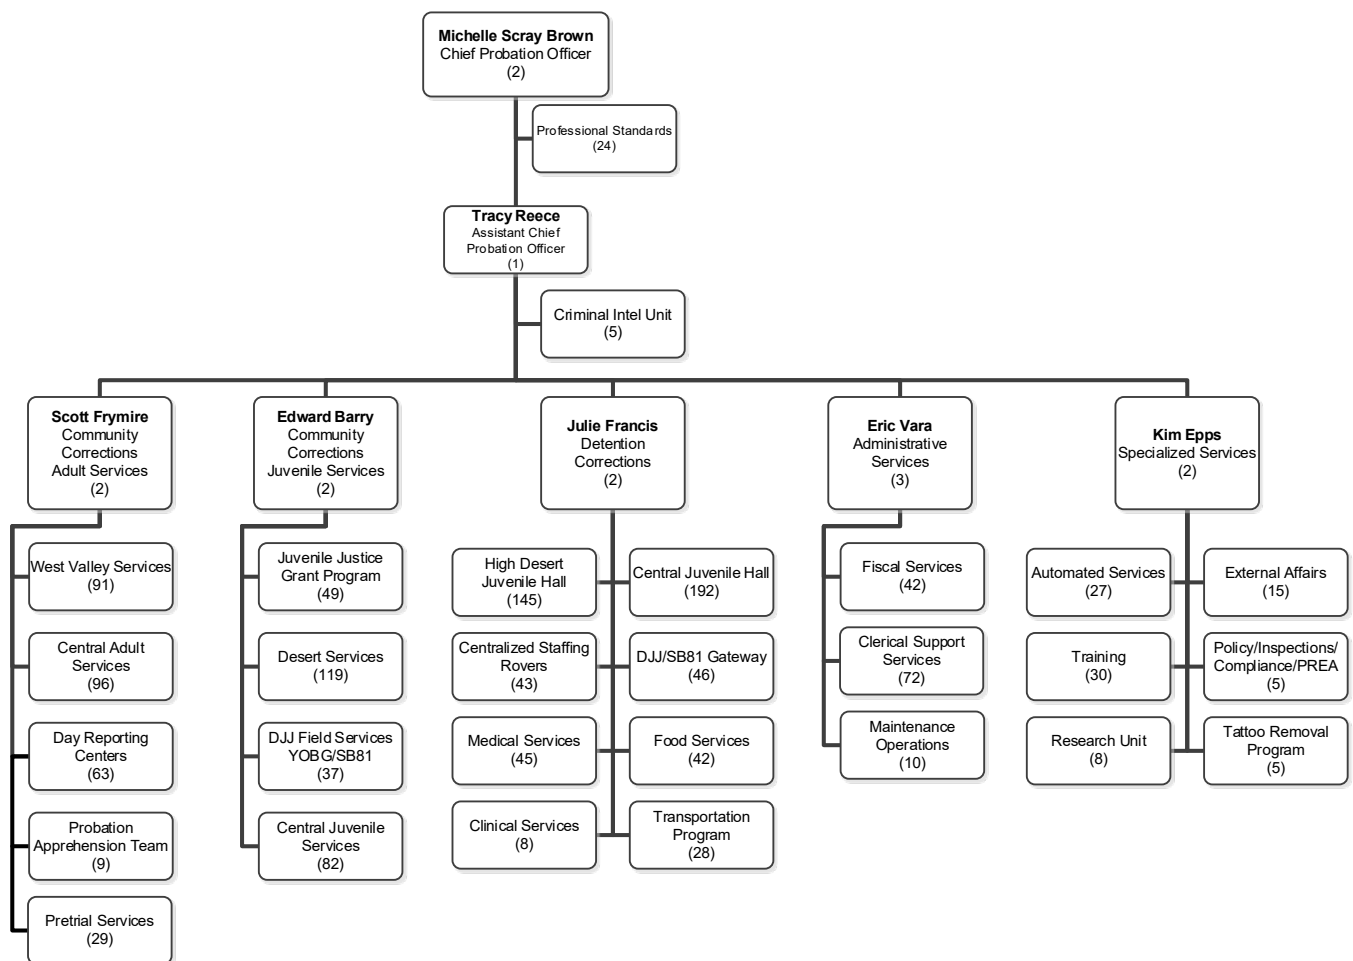 Michelle Scray Brown
Chief Probation Officer
(2)
Professional Standards
(24)
Tracy Reece
Assistant Chief
Probation Officer
(1)
Criminal Intel Unit
(5)
Scott Frymire
Community
Corrections
Adult Services
(2)
West Valley Services
(91)
Central Adult
Services
(96)
Day Reporting
Centers
(63)
Probation
Apprehension Team
(9)
Pretrial Services
(29)
Edward Barry
Community
Corrections
Juvenile Services
(2)
Juvenile Justice
Grant Program
(49)
Desert Services
(119)
DJJ Field Services
YOBG/SB81
(37)
Central Juvenile
Services
(82)
Julie Francis
Detention
Corrections
(2)
High Desert
Juvenile Hall
(145)
Central Juvenile Hall
(192)
Centralized Staffing
Rovers
(43)
DJJ/SB81 Gateway
(46)
Medical Services
(45)
Food Services
(42)
Clinical Services
(8)
Transportation
Program
(28)
Eric Vara
Administrative
Services
(3)
Fiscal Services
(42)
Clerical Support
Services
(72)
Maintenance
Operations
(10)
Kim Epps
Specialized Services
(2)
Automated Services
(27)
External Affairs
(15)
Training
(30)
Policy/Inspections/
Compliance/PREA
(5)
Research Unit
(8)
Tattoo Removal
Program
(5)